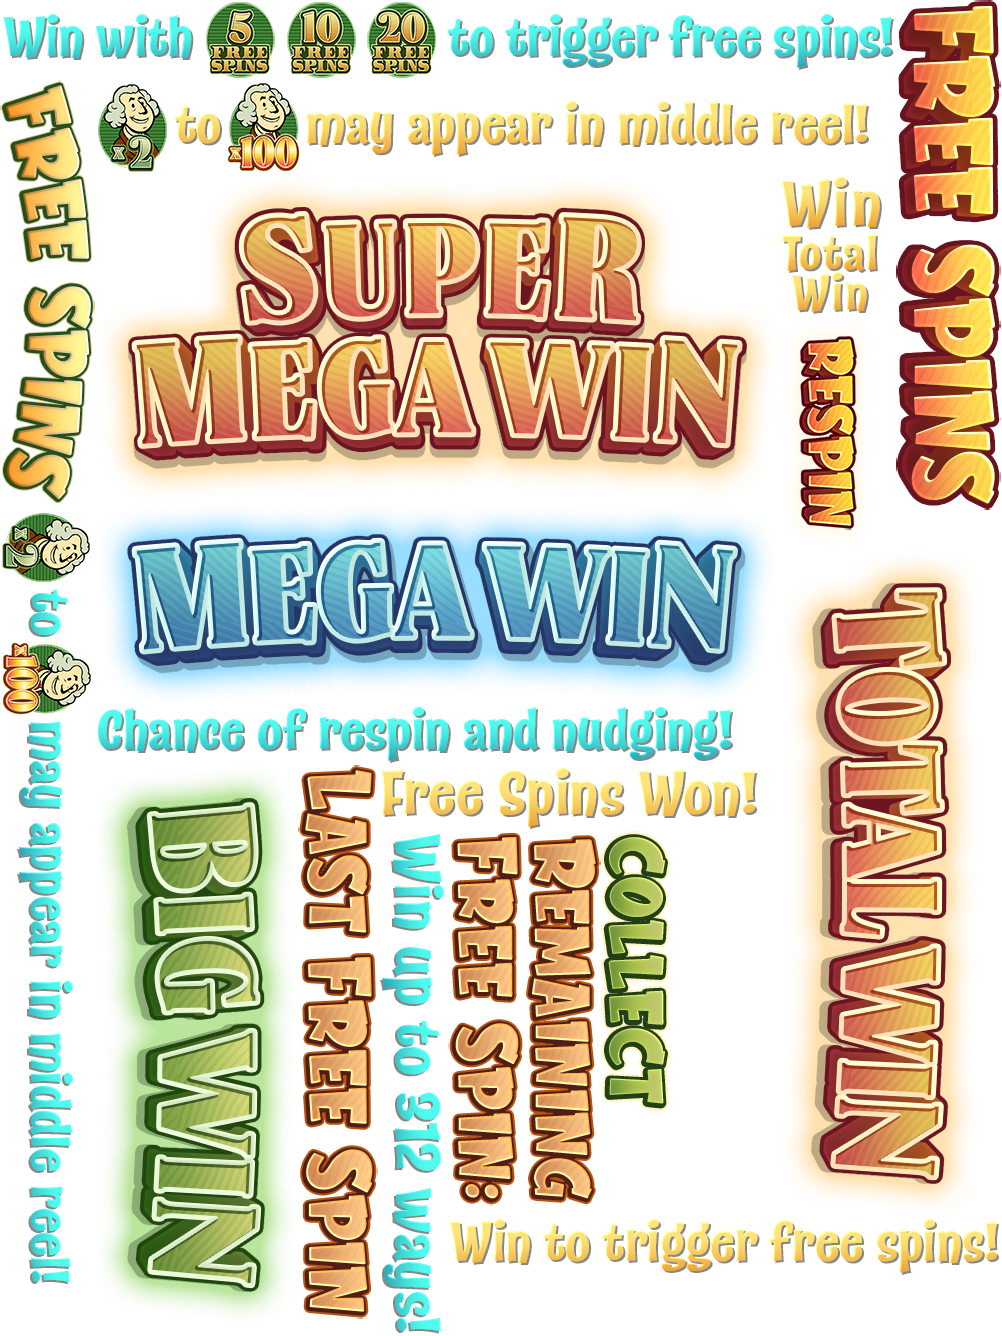 Win with 5 FREE SPINS 10 FREE SPINS 20 FREE SPINS to trigger free spins!
x2 to x100 may appear in middle reel!
FREE SPINS
FREE SPINS
Win
Total
Win
SUPER
MEGA WIN
RESPIN
MEGA WIN
x2 to x100 may appear in middle reel!
TOTAL WIN
Chance of respin and nudging!
Free Spins Won!
BIG WIN
LAST FREE SPIN
Win up to 312 ways!
REMAINING
FREE SPIN:
COLLECT
Win to trigger free spins!